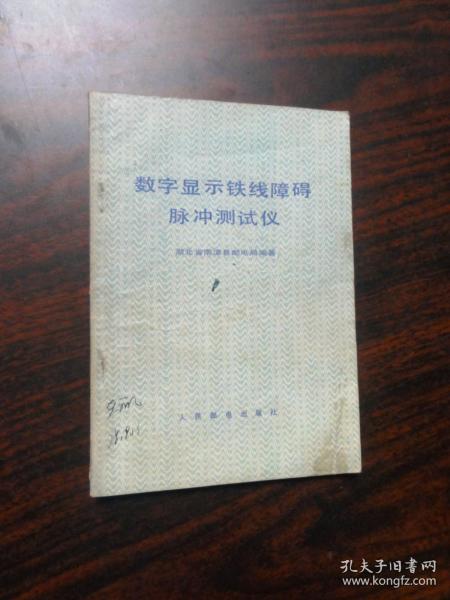 数字显示铁线障碍
脉冲测试仪
湖北省南漳县邮电局编著
人民邮电出版社
孔夫子旧书网
www.kongfz.com